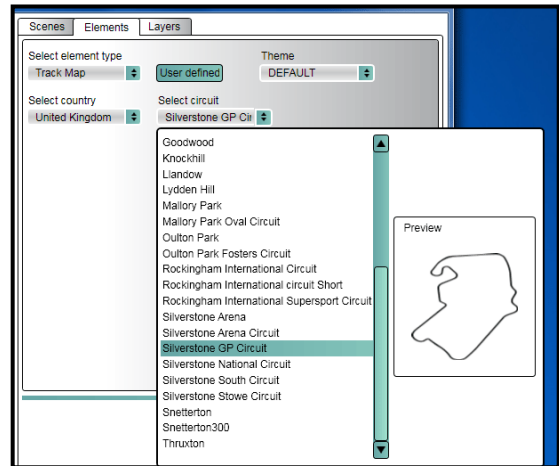 Scenes Elements Layers
Select element type Theme
Track Map User defined DEFAULT
Select country Select circuit
United Kingdom Silverstone GP Cir
Goodwood
Knockhill
Llandow
Lydden Hill
Mallory Park
Mallory Park Oval Circuit
Oulton Park
Oulton Park Fosters Circuit
Rockingham International Circuit
Rockingham International circuit Short
Rockingham International Supersport Circuit
Silverstone Arena
Silverstone Arena Circuit
Silverstone GP Circuit
Silverstone National Circuit
Silverstone South Circuit
Silverstone Stowe Circuit
Snetterton
Snetterton300
Thruxton
Preview